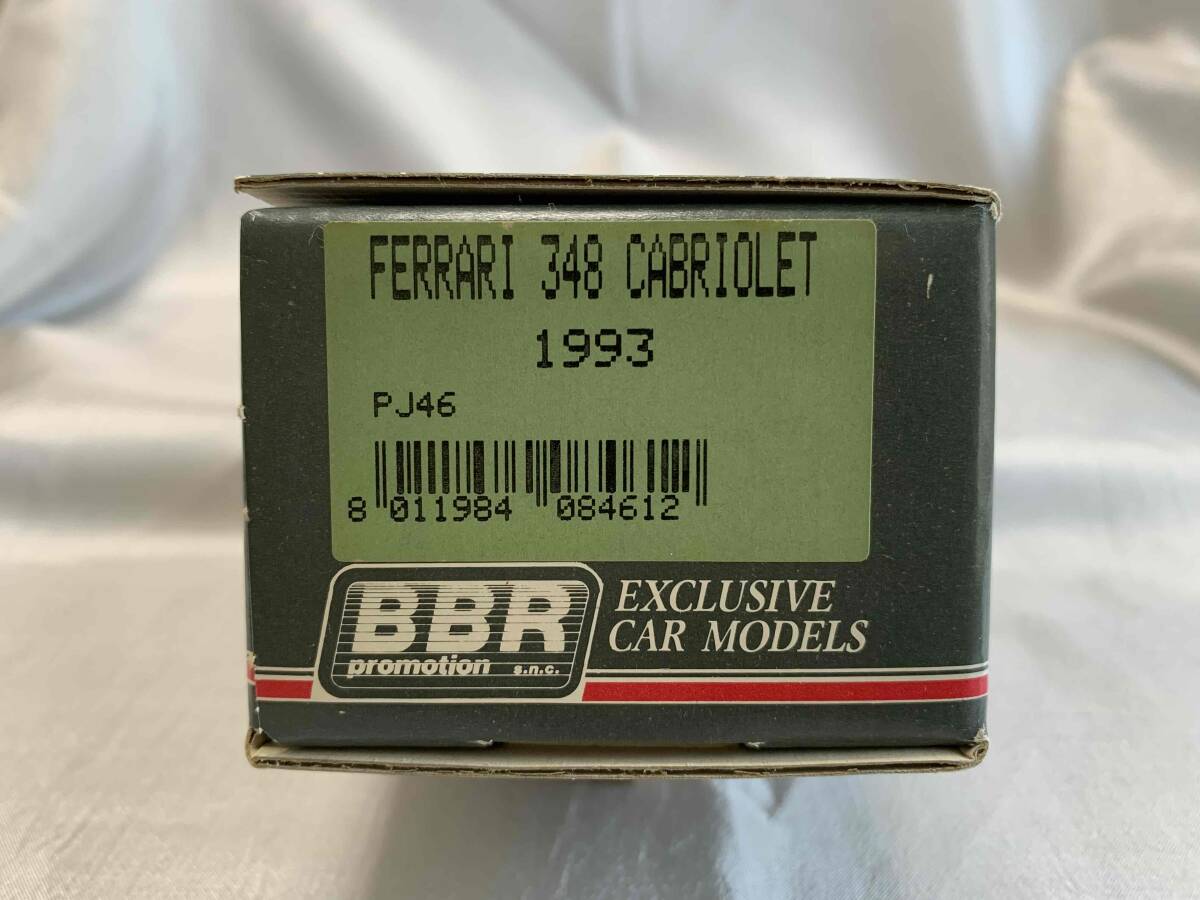 FERRARI 348 CABRIOLET
1993
PJ46
8 011984 084612
BBR
promotion s.n.c.
EXCLUSIVE
CAR MODELS